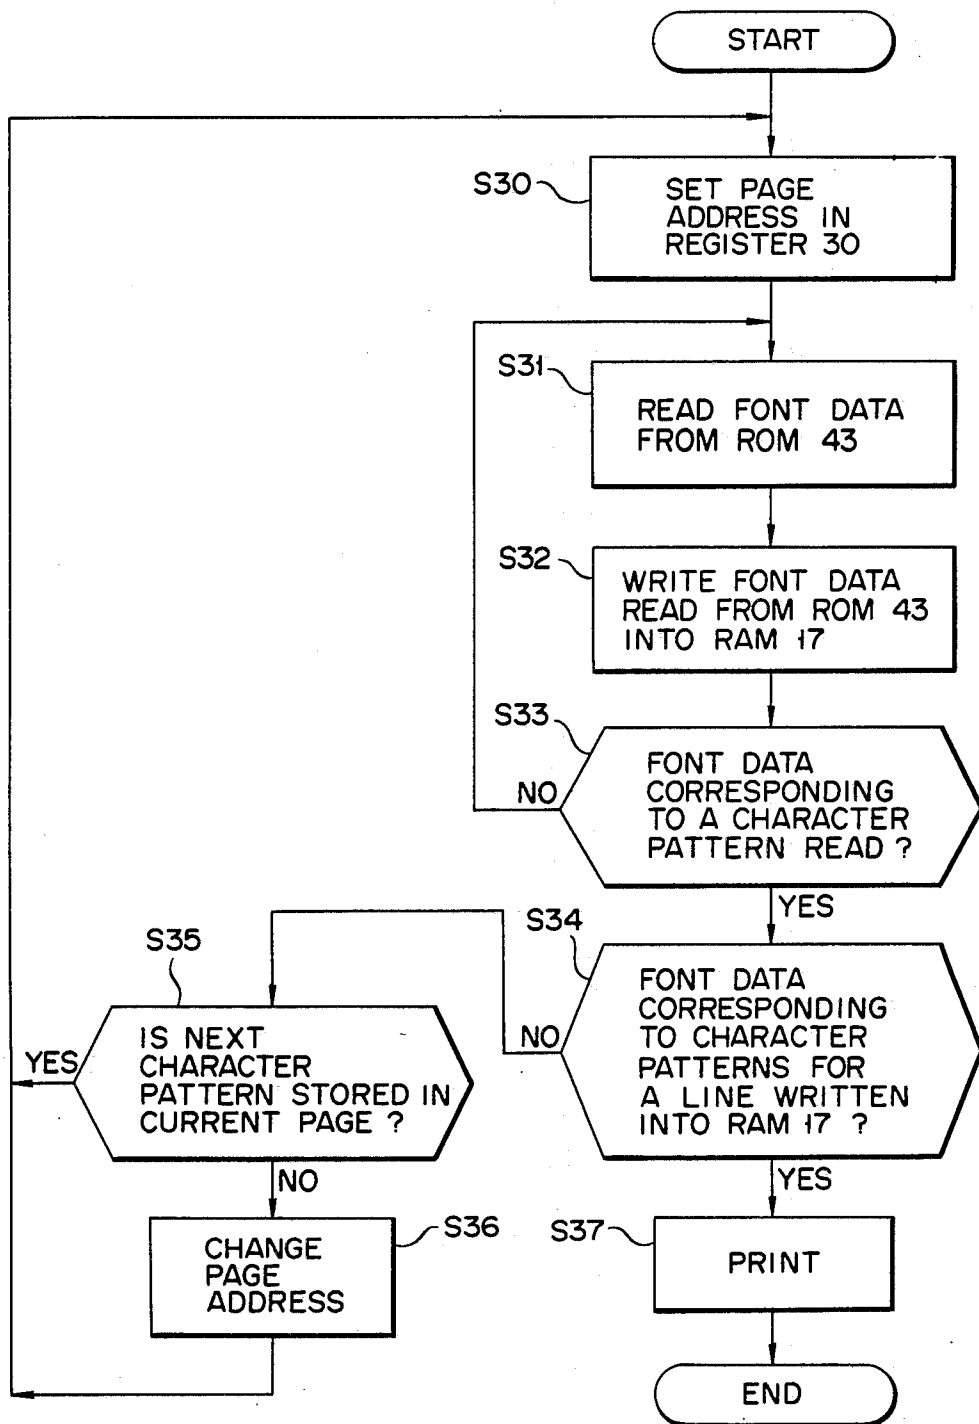 START
S30
SET PAGE
ADDRESS IN
REGISTER 30
S31
READ FONT DATA
FROM ROM 43
S32
WRITE FONT DATA
READ FROM ROM 43
INTO RAM 17
S33
FONT DATA
CORRESPONDING
TO A CHARACTER
PATTERN READ ?
NO
YES
S34
FONT DATA
CORRESPONDING
TO CHARACTER
PATTERNS FOR
A LINE WRITTEN
INTO RAM 17 ?
NO
YES
S35
IS NEXT
CHARACTER
PATTERN STORED IN
CURRENT PAGE ?
YES
NO
S36
CHANGE
PAGE
ADDRESS
S37
PRINT
END